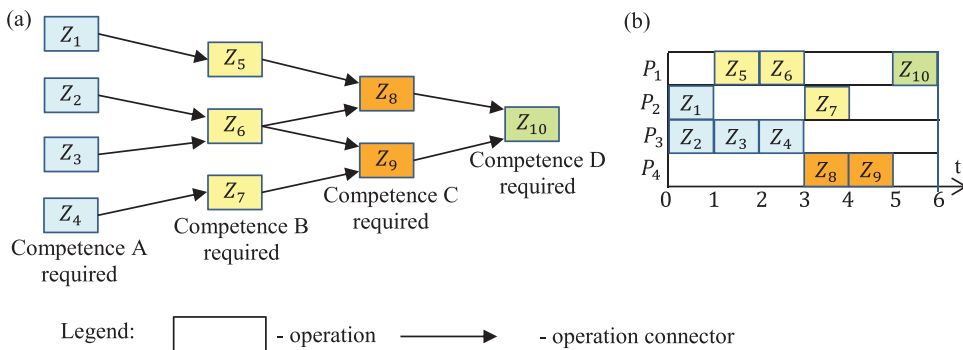 (a)
Z1
Z2
Z3
Z4
Competence A
required
Z5
Z6
Z7
Competence B
required
Z8
Z9
Competence C
required
Z10
Competence D
required
(b)
P1 Z5 Z6 Z10
P2 Z1 Z7
P3 Z2 Z3 Z4
P4 Z8 Z9 t
0 1 2 3 4 5 6
Legend: - operation - operation connector